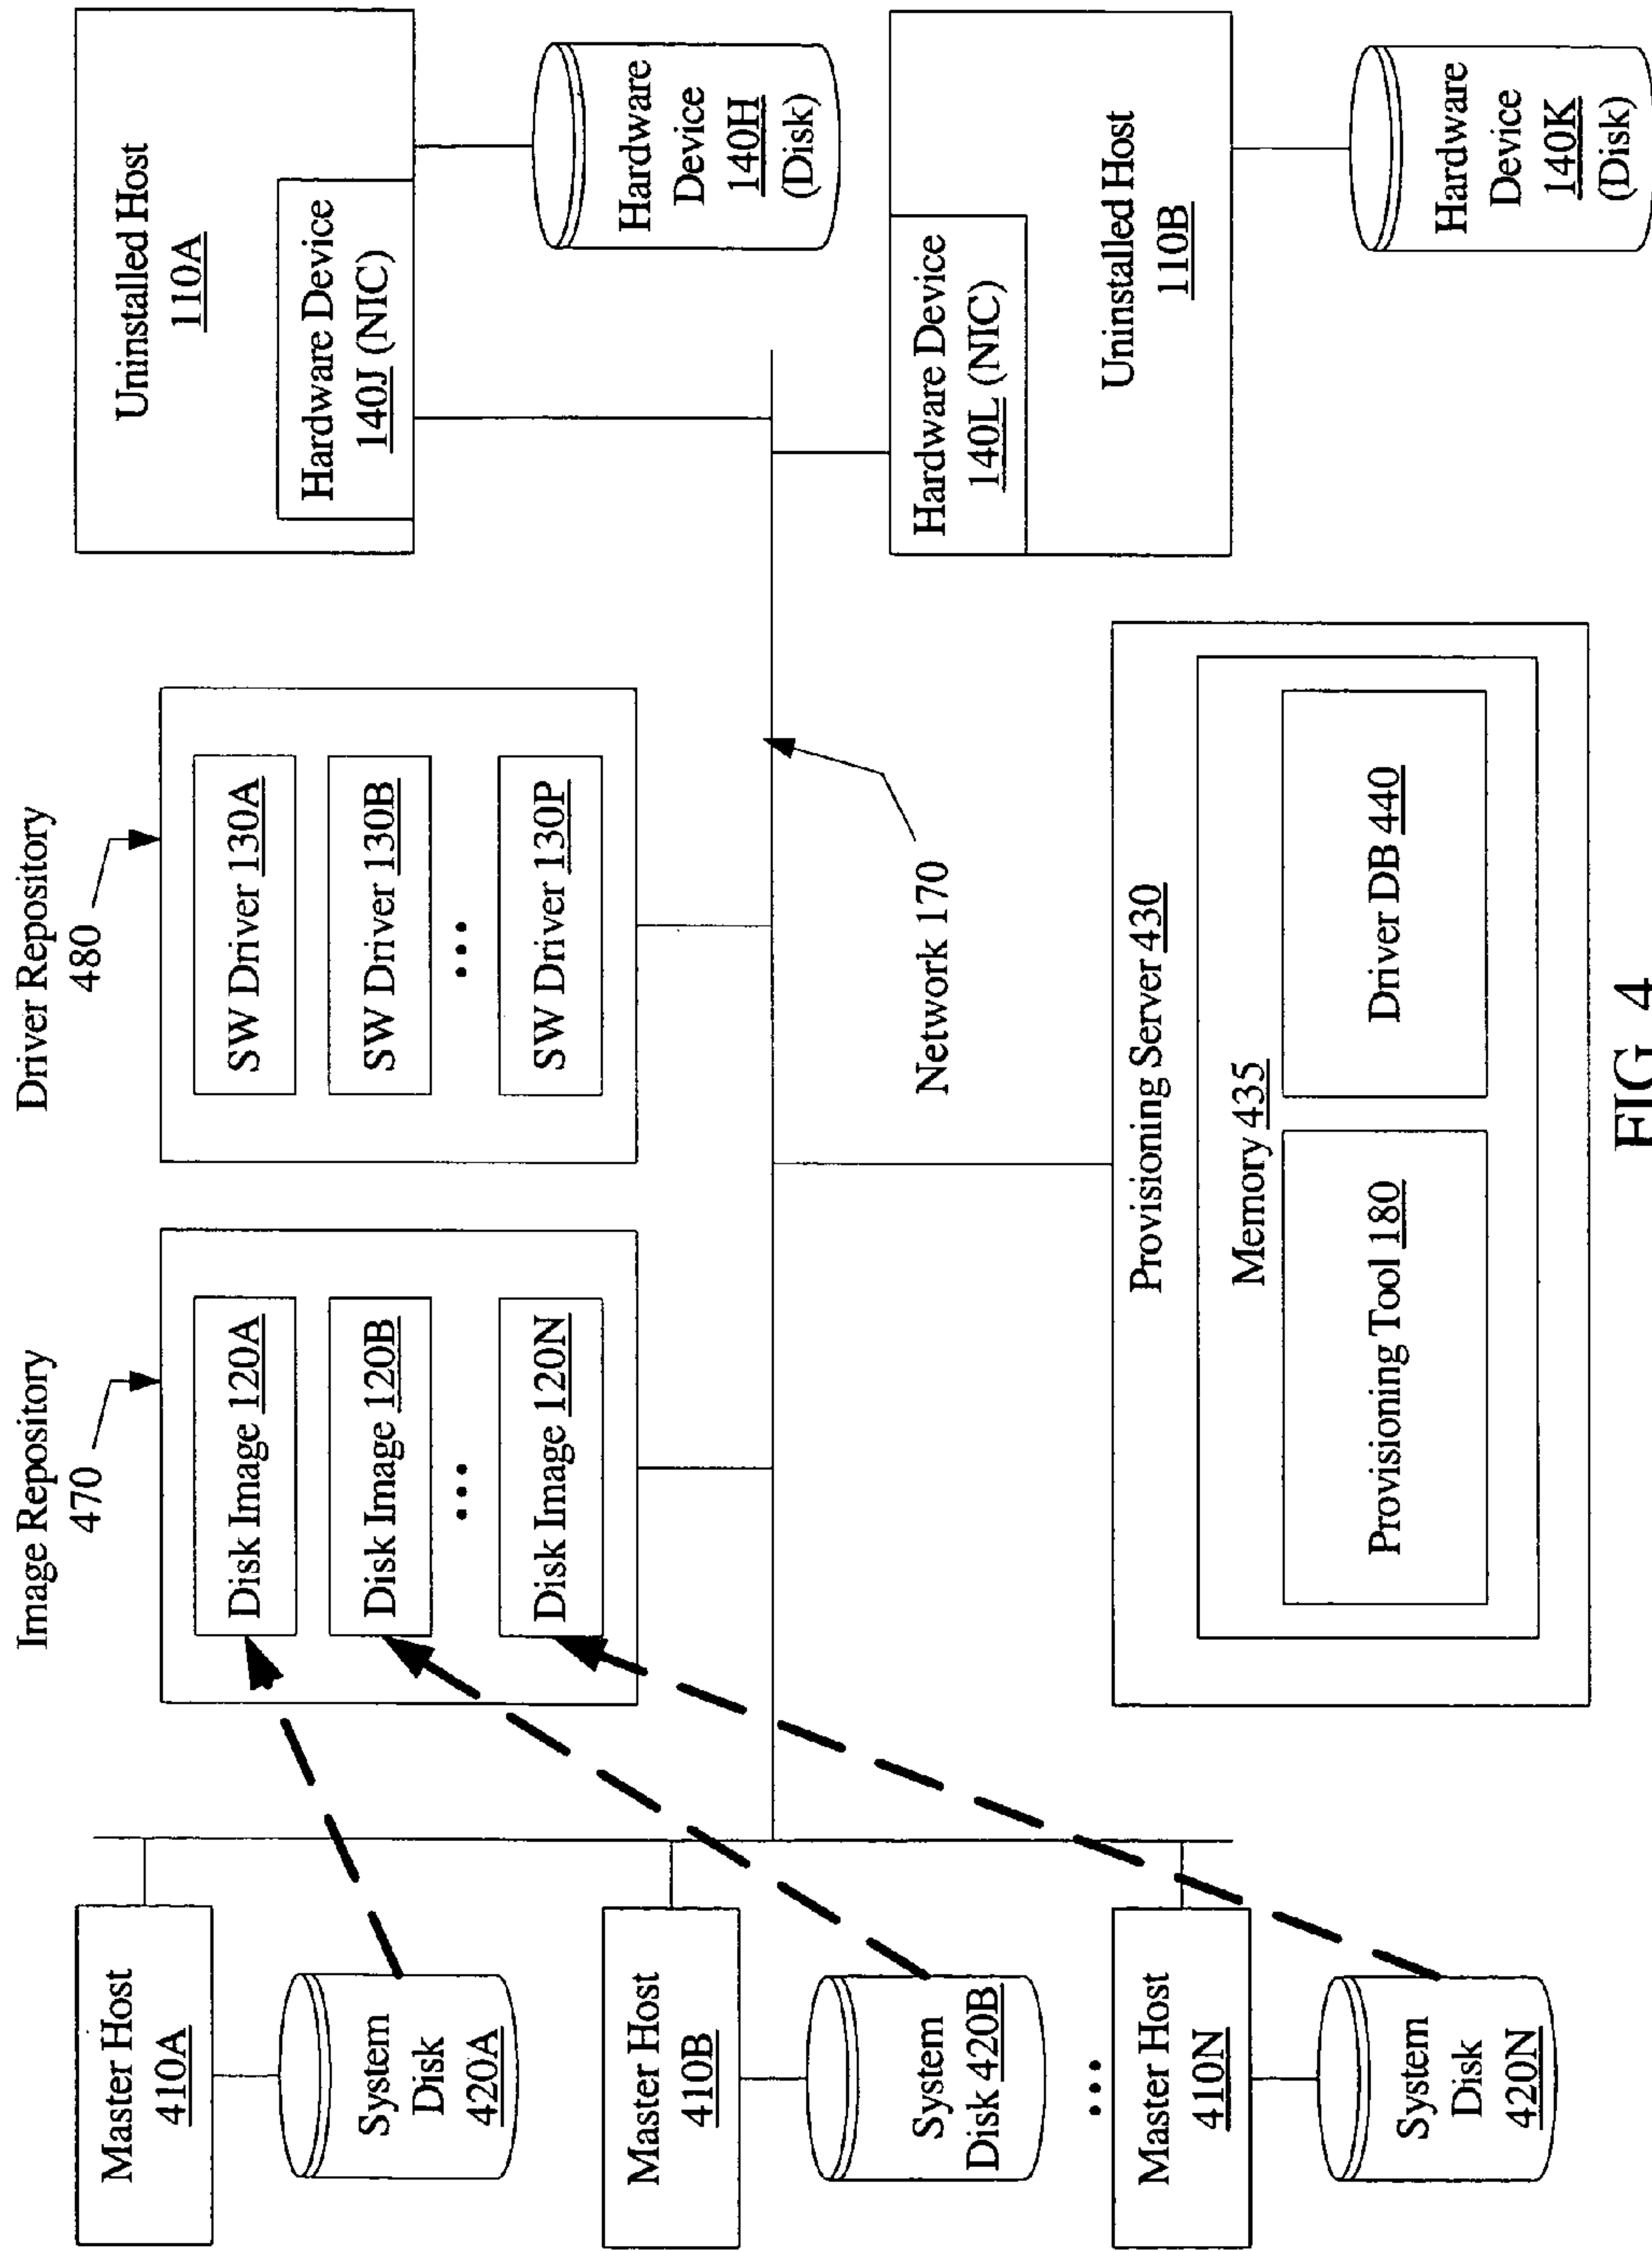 Image Repository
470
Driver Repository
480
Master Host
410A
System
Disk
420A
Master Host
410B
System
Disk 420B
•••
Master Host
410N
System
Disk
420N
Disk Image 120A
Disk Image 120B
•••
Disk Image 120N
SW Driver 130A
SW Driver 130B
•••
SW Driver 130P
Network 170
Provisioning Server 430
Memory 435
Provisioning Tool 180
Driver DB 440
Uninstalled Host
110A
Hardware Device
140J (NIC)
Hardware
Device
140H
(Disk)
Hardware Device
140L (NIC)
Uninstalled Host
110B
Hardware
Device
140K
(Disk)
FIG. 4